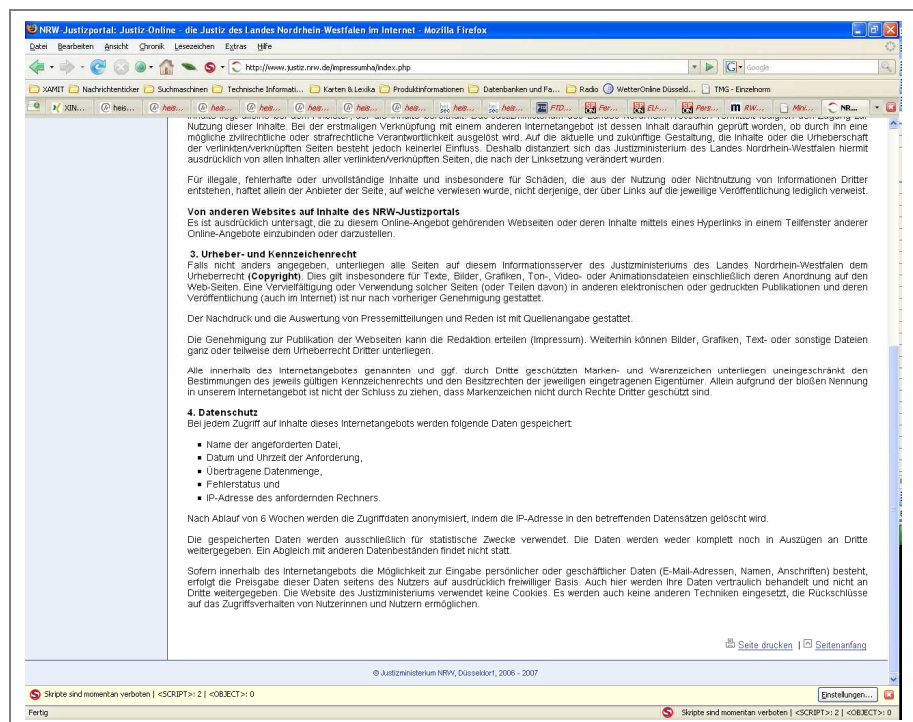 NRW-Justizportal: Justiz-Online - die Justiz des Landes Nordrhein-Westfalen im Internet - Mozilla Firefox
Datei Bearbeiten Ansicht Chronik Lesezeichen Extras Hilfe
http://www.justiz.nrw.de/impressumha/index.php
Google
XAMIT Nachrichtenticker Suchmaschinen Technische Informati... Karten & Lexika Produktinformationen Datenbanken und Fa... Radio WetterOnline Düsseld... TMG - Einzelnorm
XIN... heis... heis... heis... heis... heis... heis... heis... heis... FTD... Fer... EU-... Pers... RW... NR...
Nutzung dieser Inhalte. Bei der erstmaligen Verknüpfung mit einem anderen Internetangebot ist dessen Inhalt daraufhin geprüft worden, ob durch ihn eine
mögliche zivilrechtliche oder strafrechtliche Verantwortlichkeit ausgelöst wird. Auf die aktuelle und zukünftige Gestaltung, die Inhalte oder die Urheberschaft
der verlinkten/verknüpften Seiten besteht jedoch keinerlei Einfluss. Deshalb distanziert sich das Justizministerium des Landes Nordrhein-Westfalen hiermit
ausdrücklich von allen Inhalten aller verlinkten/verknüpften Seiten, die nach der Linksetzung verändert wurden.
Für illegale, fehlerhafte oder unvollständige Inhalte und insbesondere für Schäden, die aus der Nutzung oder Nichtnutzung von Informationen Dritter
entstehen, haftet allein der Anbieter der Seite, auf welche verwiesen wurde, nicht derjenige, der über Links auf die jeweilige Veröffentlichung lediglich verweist.
Von anderen Websites auf Inhalte des NRW-Justizportals
Es ist ausdrücklich untersagt, die zu diesem Online-Angebot gehörenden Webseiten oder deren Inhalte mittels eines Hyperlinks in einem Teilfenster anderer
Online-Angebote einzubinden oder darzustellen.
3. Urheber- und Kennzeichenrecht
Falls nicht anders angegeben, unterliegen alle Seiten auf diesem Informationsserver des Justizministeriums des Landes Nordrhein-Westfalen dem
Urheberrecht (Copyright). Dies gilt insbesondere für Texte, Bilder, Grafiken, Ton-, Video- oder Animationsdateien einschließlich deren Anordnung auf den
Web-Seiten. Eine Vervielfältigung oder Verwendung solcher Seiten (oder Teilen davon) in anderen elektronischen oder gedruckten Publikationen und deren
Veröffentlichung (auch im Internet) ist nur nach vorheriger Genehmigung gestattet.
Der Nachdruck und die Auswertung von Pressemitteilungen und Reden ist mit Quellenangabe gestattet.
Die Genehmigung zur Publikation der Webseiten kann die Redaktion erteilen (Impressum). Weiterhin können Bilder, Grafiken, Text- oder sonstige Dateien
ganz oder teilweise dem Urheberrecht Dritter unterliegen.
Alle innerhalb des Internetangebotes genannten und ggf. durch Dritte geschützten Marken- und Warenzeichen unterliegen uneingeschränkt den
Bestimmungen des jeweils gültigen Kennzeichenrechts und den Besitzrechten der jeweiligen eingetragenen Eigentümer. Allein aufgrund der bloßen Nennung
in unserem Internetangebot ist nicht der Schluss zu ziehen, dass Markenzeichen nicht durch Rechte Dritter geschützt sind.
4. Datenschutz
Bei jedem Zugriff auf Inhalte dieses Internetangebots werden folgende Daten gespeichert:
Name der angeforderten Datei,
Datum und Uhrzeit der Anforderung,
Übertragene Datenmenge,
Fehlerstatus und
IP-Adresse des anfordernden Rechners.
Nach Ablauf von 6 Wochen werden die Zugriffdaten anonymisiert, indem die IP-Adresse in den betreffenden Datensätzen gelöscht wird.
Die gespeicherten Daten werden ausschließlich für statistische Zwecke verwendet. Die Daten werden weder komplett noch in Auszügen an Dritte
weitergegeben. Ein Abgleich mit anderen Datenbeständen findet nicht statt.
Sofern innerhalb des Internetangebots die Möglichkeit zur Eingabe persönlicher oder geschäftlicher Daten (E-Mail-Adressen, Namen, Anschriften) besteht,
erfolgt die Preisgabe dieser Daten seitens des Nutzers auf ausdrücklich freiwilliger Basis. Auch hier werden Ihre Daten vertraulich behandelt und nicht an
Dritte weitergegeben. Die Website des Justizministeriums verwendet keine Cookies. Es werden auch keine anderen Techniken eingesetzt, die Rückschlüsse
auf das Zugriffsverhalten von Nutzerinnen und Nutzern ermöglichen.
Seite drucken | Seitenanfang
© Justizministerium NRW, Düsseldorf, 2006 - 2007
Skripte sind momentan verboten | <SCRIPT>: 2 | <OBJECT>: 0
Einstellungen...
Fertig
Skripte sind momentan verboten | <SCRIPT>: 2 | <OBJECT>: 0